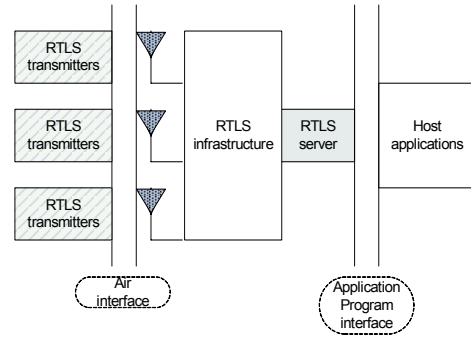 RTLS
transmitters
RTLS
transmitters
RTLS
transmitters
RTLS
infrastructure
RTLS
server
Host
applications
Air
interface
Application
Program
interface